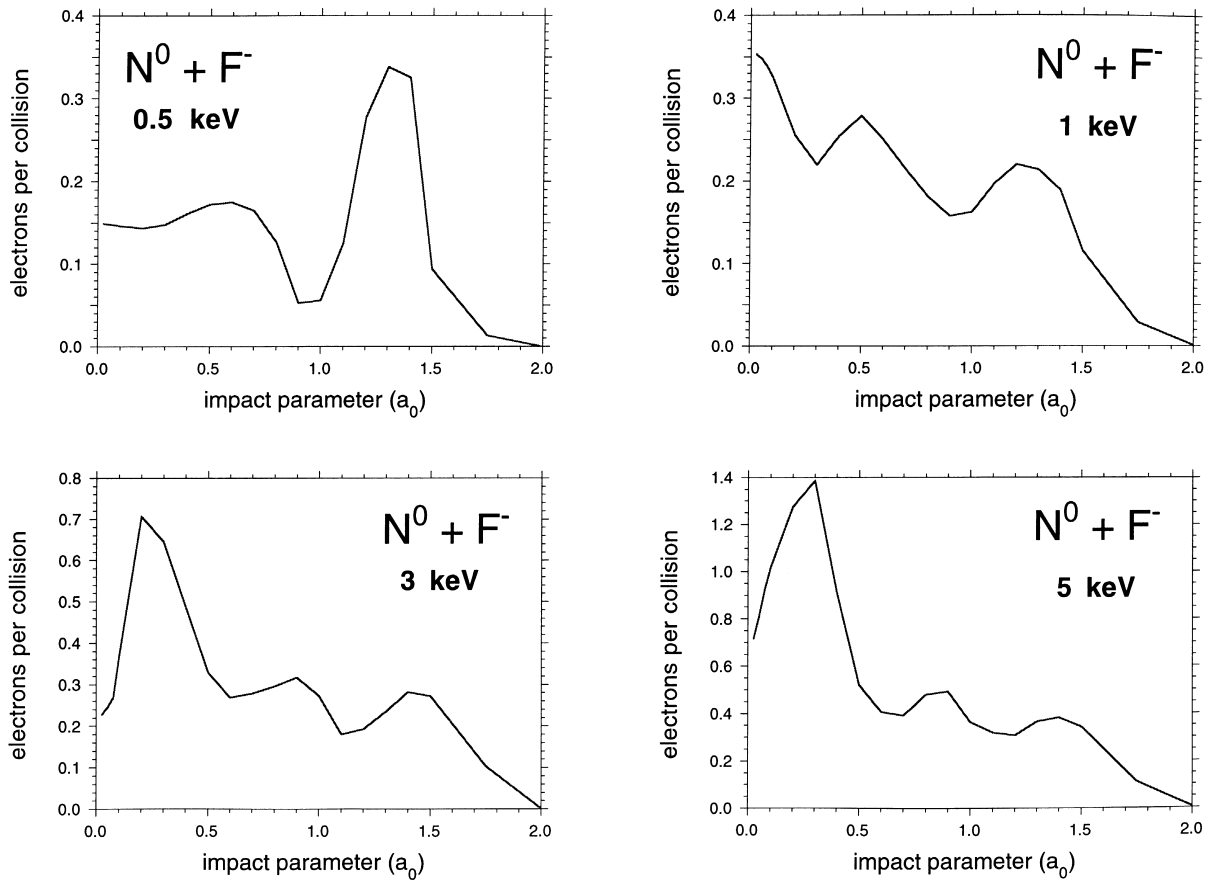 electrons per collision
0.4
0.3
0.2
0.1
0.0
N⁰ + F⁻
0.5 keV
0.0 0.5 1.0 1.5 2.0
impact parameter (a₀)
electrons per collision
0.4
0.3
0.2
0.1
0.0
N⁰ + F⁻
1 keV
0.0 0.5 1.0 1.5 2.0
impact parameter (a₀)
electrons per collision
0.8
0.7
0.6
0.5
0.4
0.3
0.2
0.1
0.0
N⁰ + F⁻
3 keV
0.0 0.5 1.0 1.5 2.0
impact parameter (a₀)
electrons per collision
1.4
1.2
1.0
0.8
0.6
0.4
0.2
0.0
N⁰ + F⁻
5 keV
0.0 0.5 1.0 1.5 2.0
impact parameter (a₀)